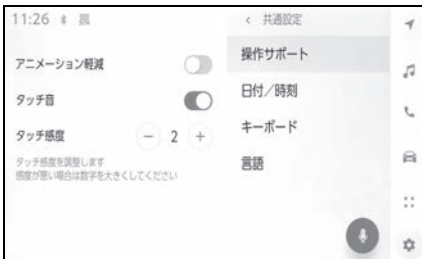 11:26
アニメーション軽減
タッチ音
タッチ感度
2
タッチ感度を調整します
感度が悪い場合は数字を大きくしてください
共通設定
操作サポート
日付／時刻
キーボード
言語